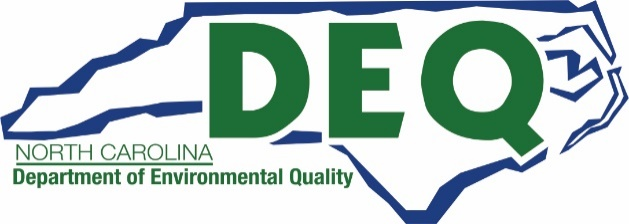 DEQ
NORTH CAROLINA
Department of Environmental Quality